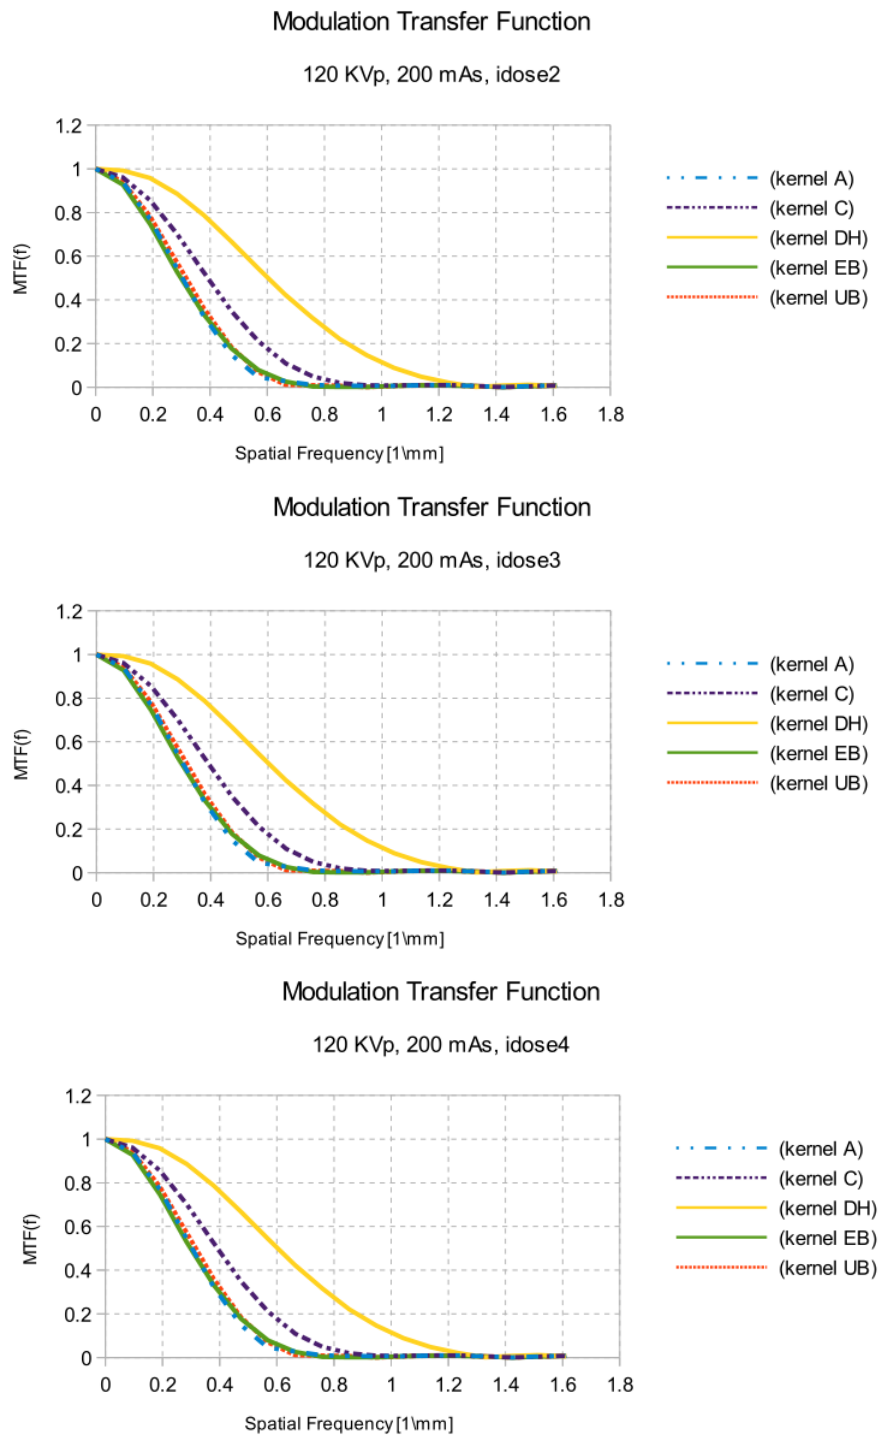 Modulation Transfer Function
120 KVp, 200 mAs, idose2
1.2
1
0.8
0.6
0.4
0.2
0
MTF(f)
0 0.2 0.4 0.6 0.8 1 1.2 1.4 1.6 1.8
Spatial Frequency [1\mm]
(kernel A)
(kernel C)
(kernel DH)
(kernel EB)
(kernel UB)
Modulation Transfer Function
120 KVp, 200 mAs, idose3
1.2
1
0.8
0.6
0.4
0.2
0
MTF(f)
0 0.2 0.4 0.6 0.8 1 1.2 1.4 1.6 1.8
Spatial Frequency [1\mm]
(kernel A)
(kernel C)
(kernel DH)
(kernel EB)
(kernel UB)
Modulation Transfer Function
120 KVp, 200 mAs, idose4
1.2
1
0.8
0.6
0.4
0.2
0
MTF(f)
0 0.2 0.4 0.6 0.8 1 1.2 1.4 1.6 1.8
Spatial Frequency [1\mm]
(kernel A)
(kernel C)
(kernel DH)
(kernel EB)
(kernel UB)